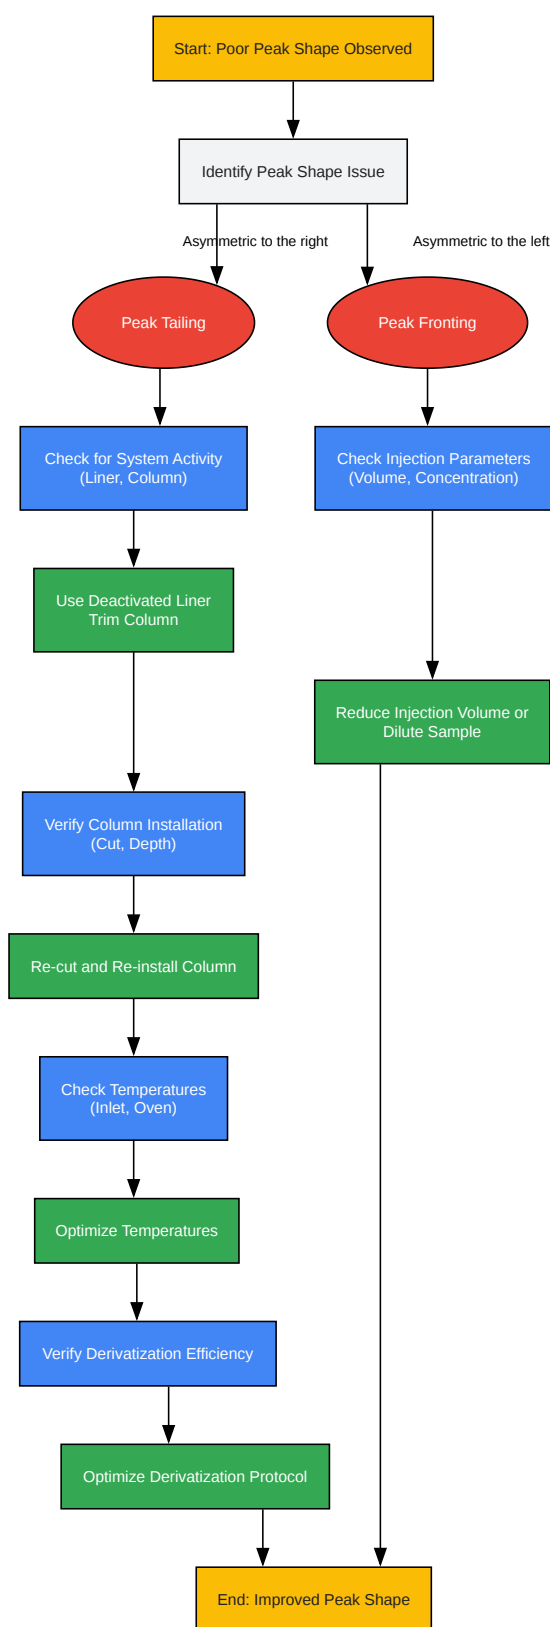 Start: Poor Peak Shape Observed
Identify Peak Shape Issue
Asymmetric to the right
Asymmetric to the left
Peak Tailing
Peak Fronting
Check for System Activity
(Liner, Column)
Check Injection Parameters
(Volume, Concentration)
Use Deactivated Liner
Trim Column
Reduce Injection Volume or
Dilute Sample
Verify Column Installation
(Cut, Depth)
Re-cut and Re-install Column
Check Temperatures
(Inlet, Oven)
Optimize Temperatures
Verify Derivatization Efficiency
Optimize Derivatization Protocol
End: Improved Peak Shape